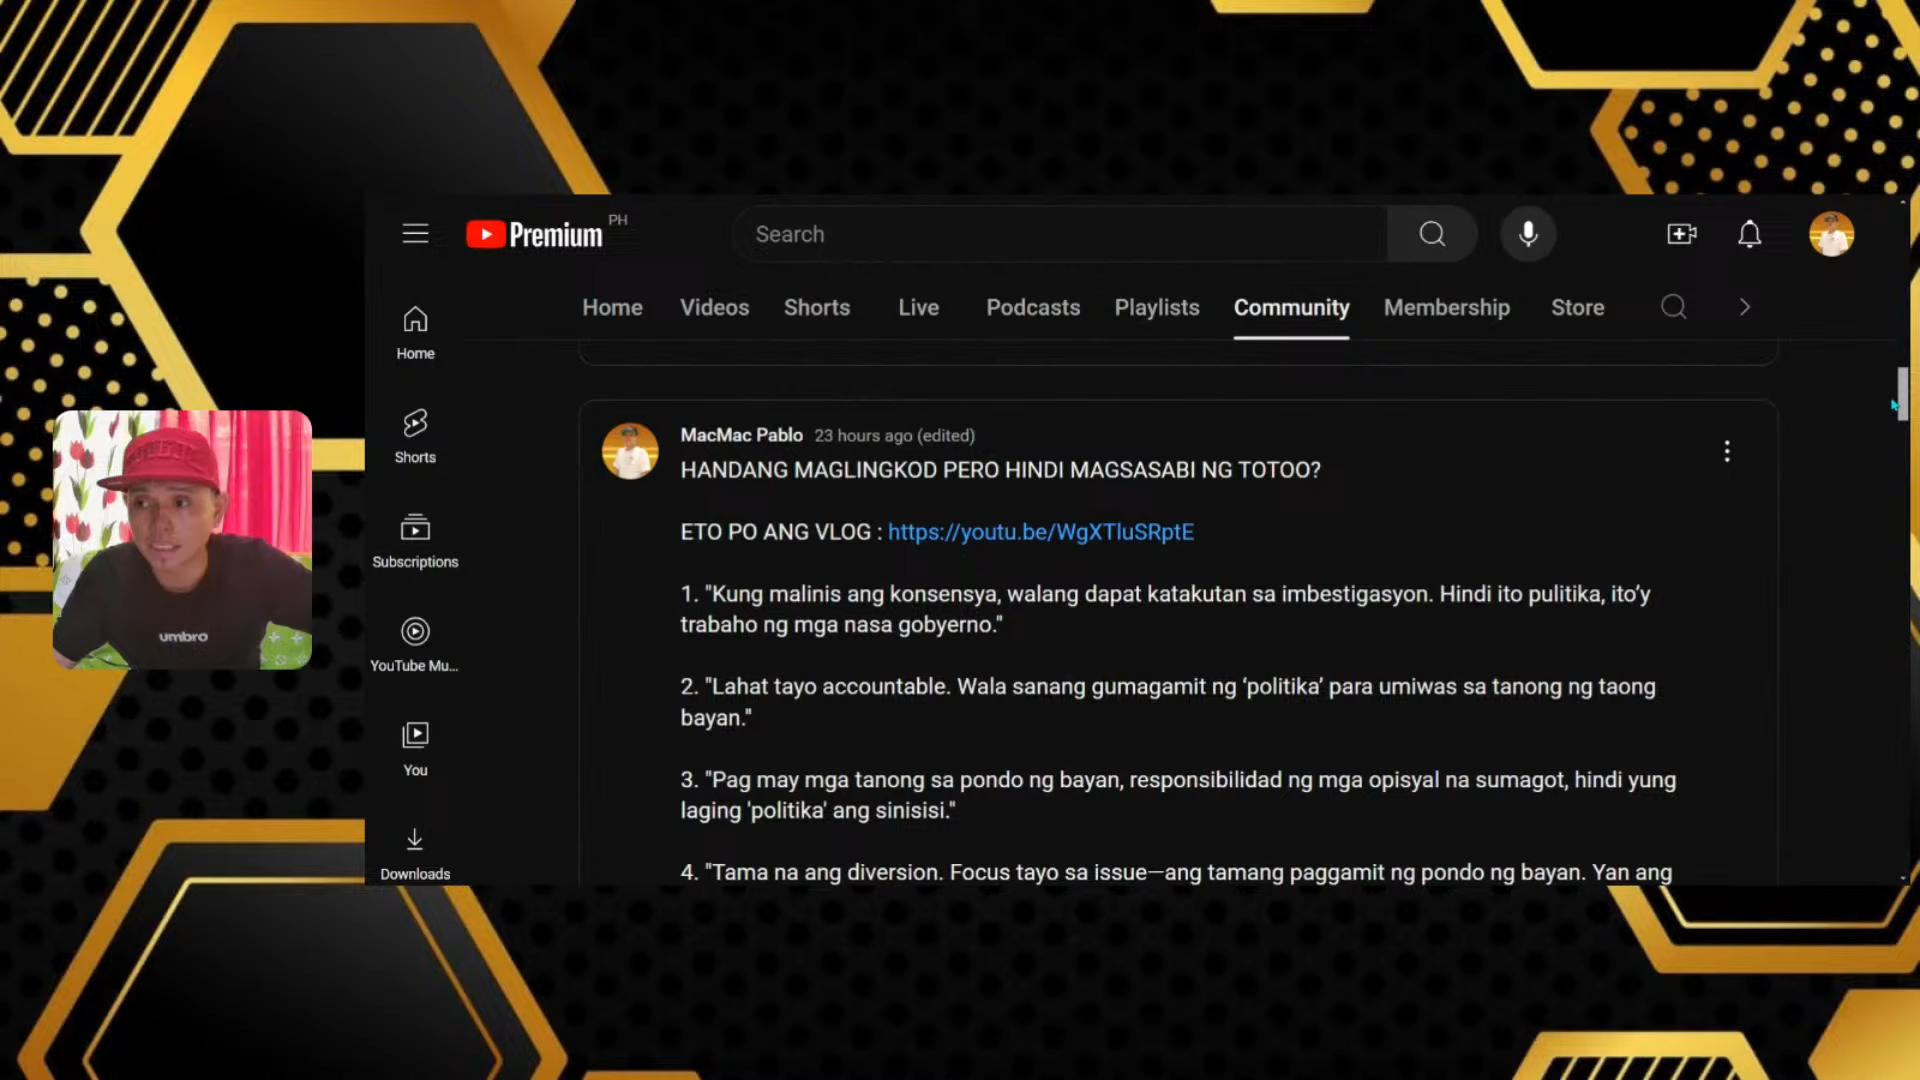 Premium PH
Search
Home
Videos
Shorts
Live
Podcasts
Playlists
Community
Membership
Store
Home
Shorts
Subscriptions
YouTube Mu...
You
Downloads
MacMac Pablo 23 hours ago (edited)
HANDANG MAGLINGKOD PERO HINDI MAGSASABI NG TOTOO?
ETO PO ANG VLOG : https://youtu.be/WgXTluSRptE
1. "Kung malinis ang konsensya, walang dapat katakutan sa imbestigasyon. Hindi ito pulitika, ito’y
trabaho ng mga nasa gobyerno."
2. "Lahat tayo accountable. Wala sanang gumagamit ng ‘politika’ para umiwas sa tanong ng taong
bayan."
3. "Pag may mga tanong sa pondo ng bayan, responsibilidad ng mga opisyal na sumagot, hindi yung
laging 'politika' ang sinisisi."
4. "Tama na ang diversion. Focus tayo sa issue—ang tamang paggamit ng pondo ng bayan. Yan ang
umbro